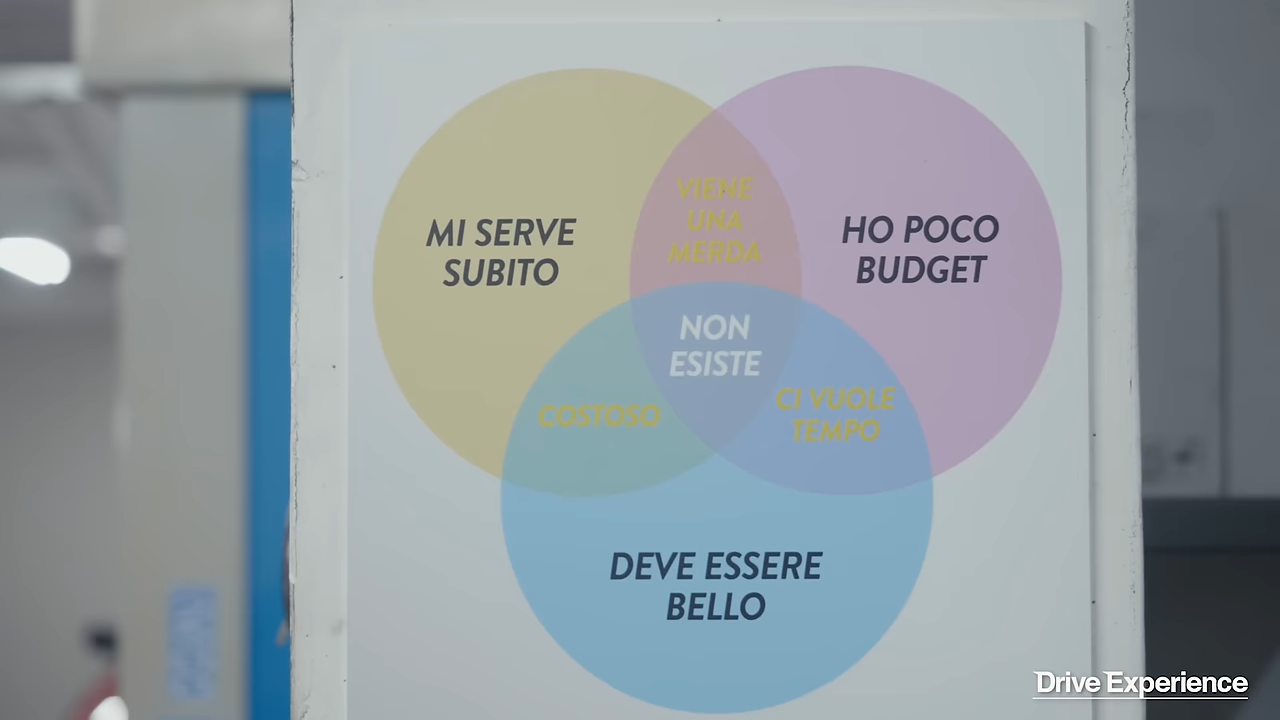 VIENE
UNA
MERDA
MI SERVE
SUBITO
HO POCO
BUDGET
NON
ESISTE
COSTOSO
CI VUOLE
TEMPO
DEVE ESSERE
BELLO
Drive Experience